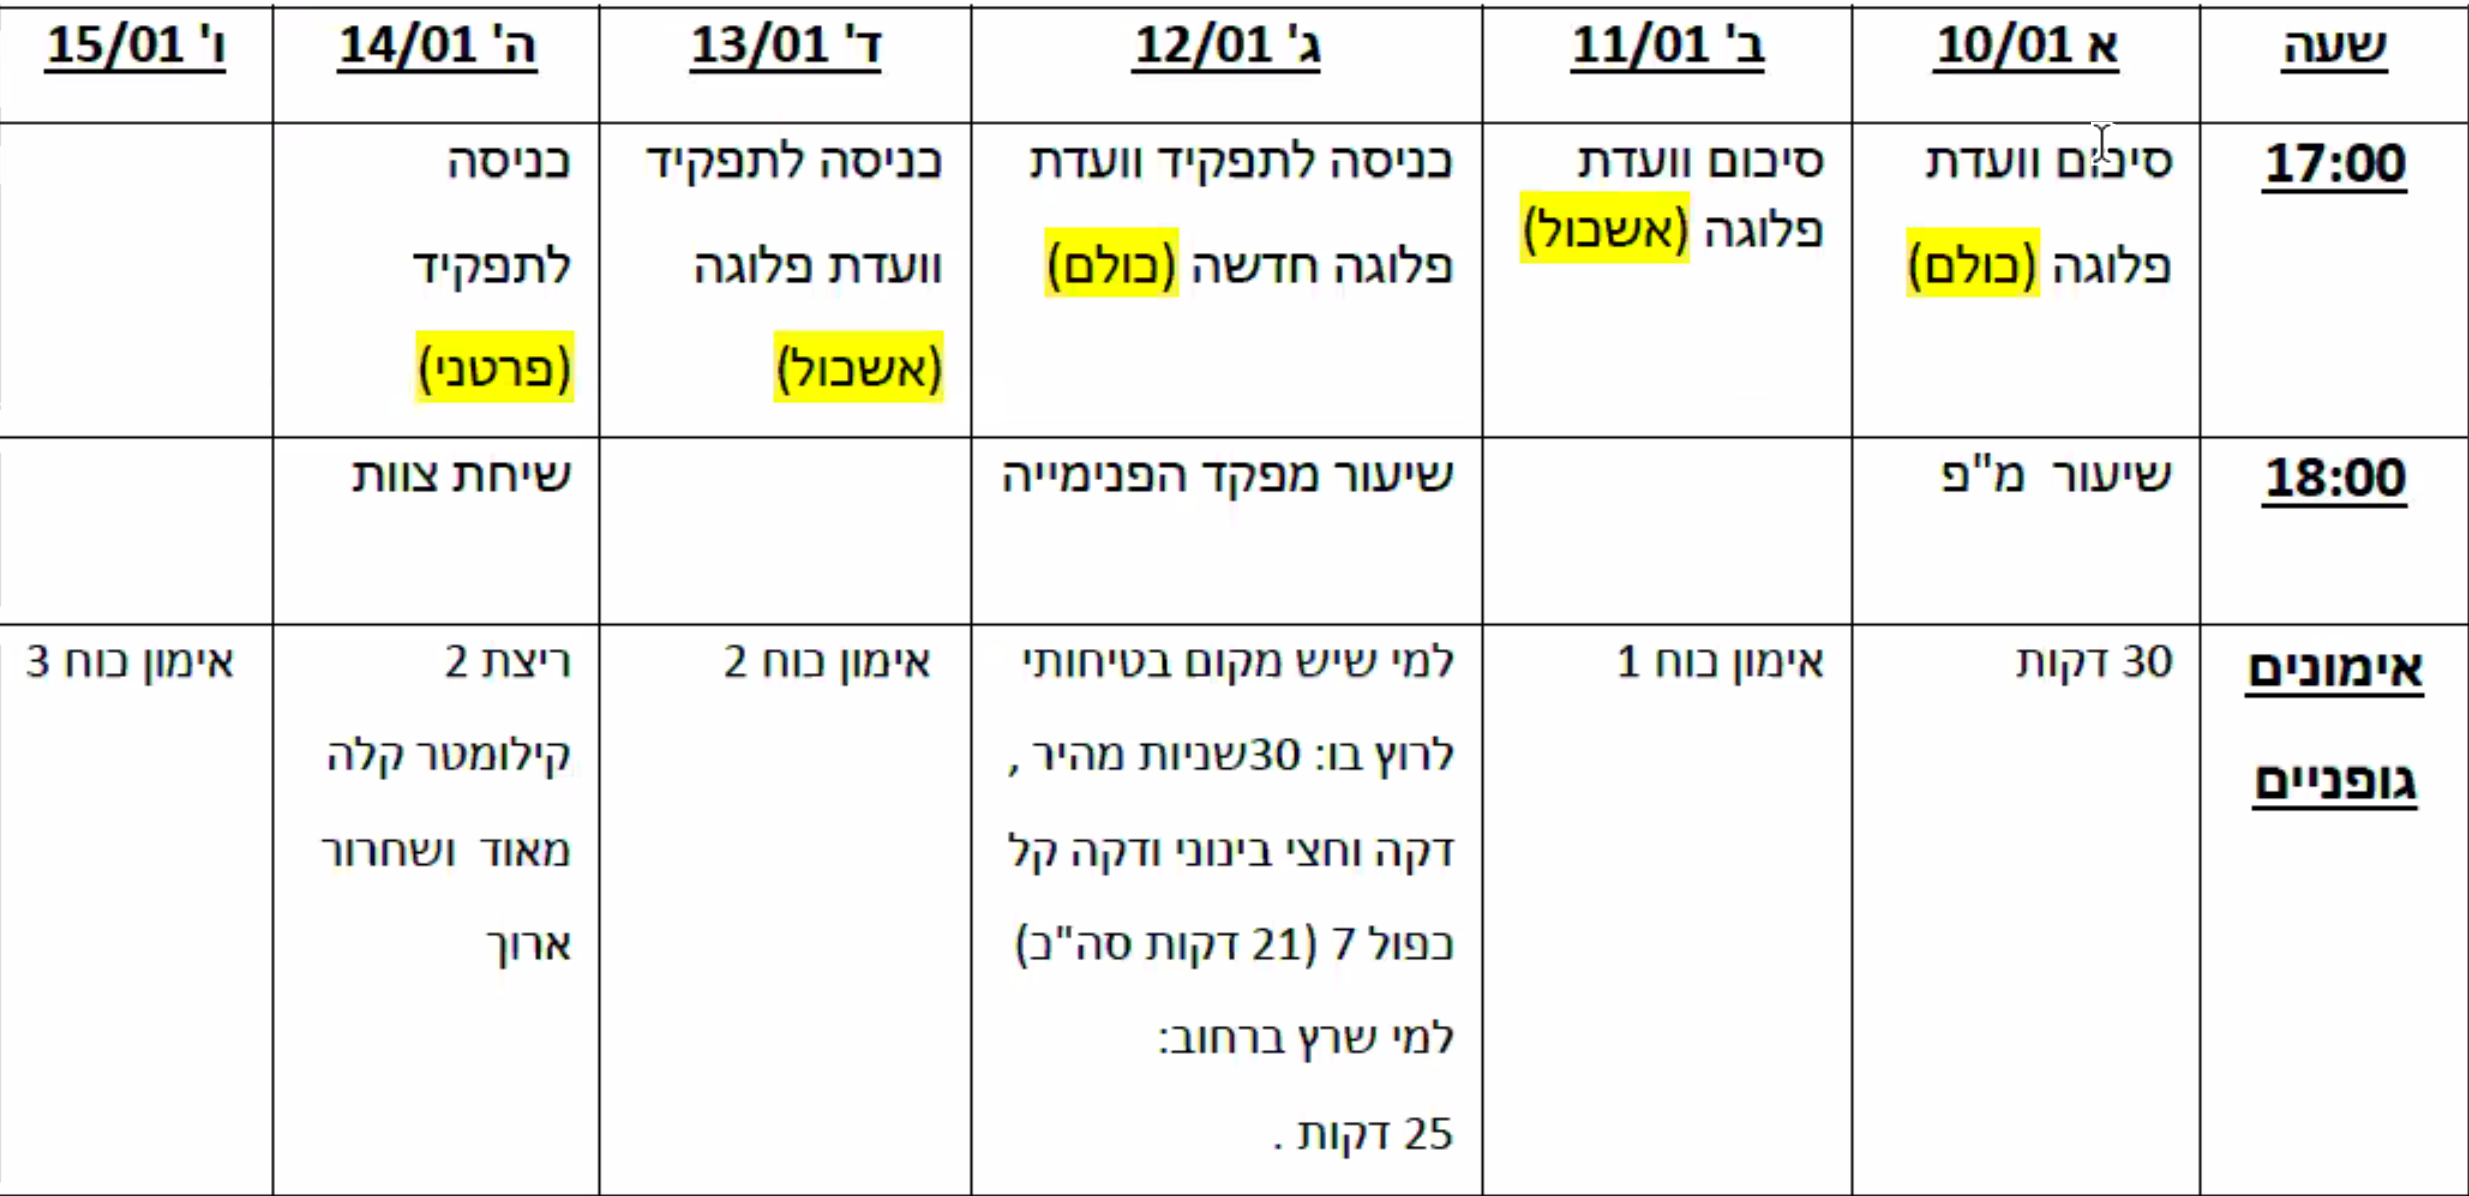 שעה
א 10/01
ב' 11/01
ג' 12/01
ד' 13/01
ה' 14/01
ו' 15/01
17:00
סיכום וועדת
פלוגה (כולם)
סיכום וועדת
פלוגה (אשכול)
כניסה לתפקיד וועדת
פלוגה חדשה (כולם)
כניסה לתפקיד
וועדת פלוגה
(אשכול)
כניסה
לתפקיד
(פרטני)
18:00
שיעור מ"פ
שיעור מפקד הפנימייה
שיחת צוות
אימונים
גופניים
30 דקות
אימון כוח 1
למי שיש מקום בטיחותי
לרוץ בו: 30שניות מהיר ,
דקה וחצי בינוני ודקה קל
כפול 7 (21 דקות סה"כ)
למי שרץ ברחוב:
25 דקות .
אימון כוח 2
ריצת 2
קילומטר קלה
מאוד ושחרור
ארוך
אימון כוח 3